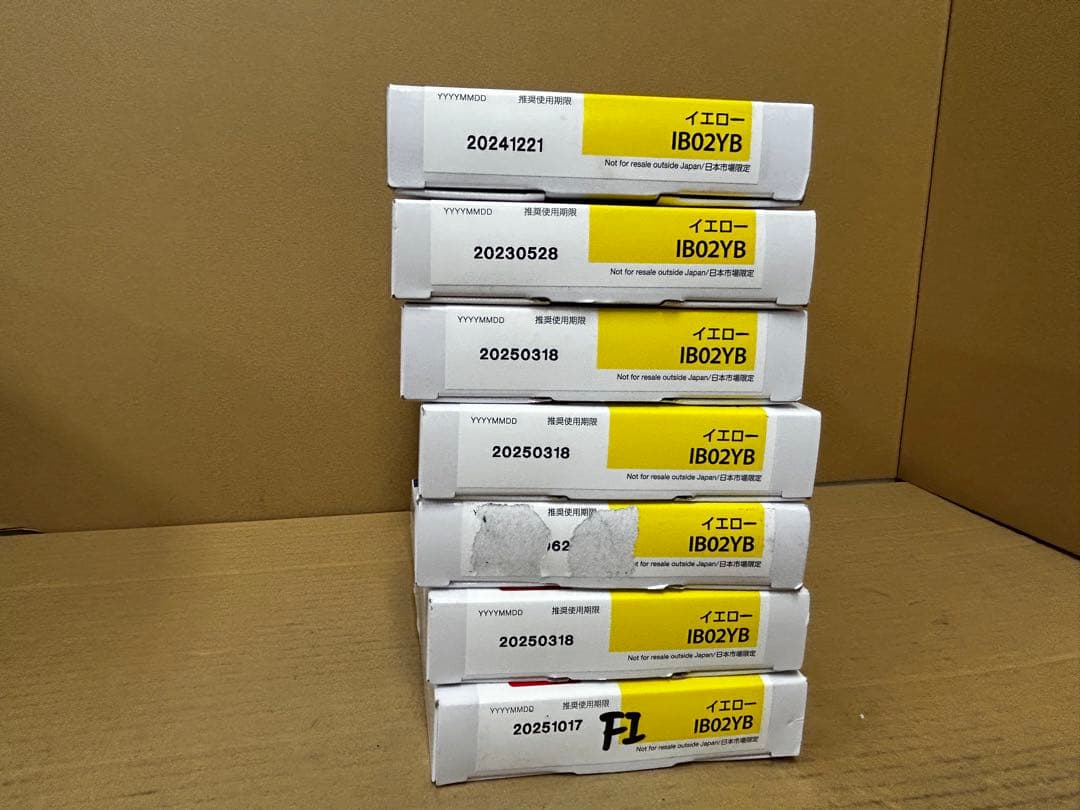 YYYYMMDD 推奨使用期限 イエロー
20241221 IB02YB
Not for resale outside Japan/日本市場限定
YYYYMMDD 推奨使用期限 イエロー
20230528 IB02YB
Not for resale outside Japan/日本市場限定
YYYYMMDD 推奨使用期限 イエロー
20250318 IB02YB
Not for resale outside Japan/日本市場限定
YYYYMMDD 推奨使用期限 イエロー
20250318 IB02YB
Not for resale outside Japan/日本市場限定
推奨使用期限 イエロー
62 IB02YB
for resale outside Japan/日本市場限定
YYYYMMDD 推奨使用期限 イエロー
20250318 IB02YB
Not for resale outside Japan/日本市場限定
YYYYMMDD 推奨使用期限 イエロー
20251017 FI IB02YB
Not for resale outside Japan/日本市場限定